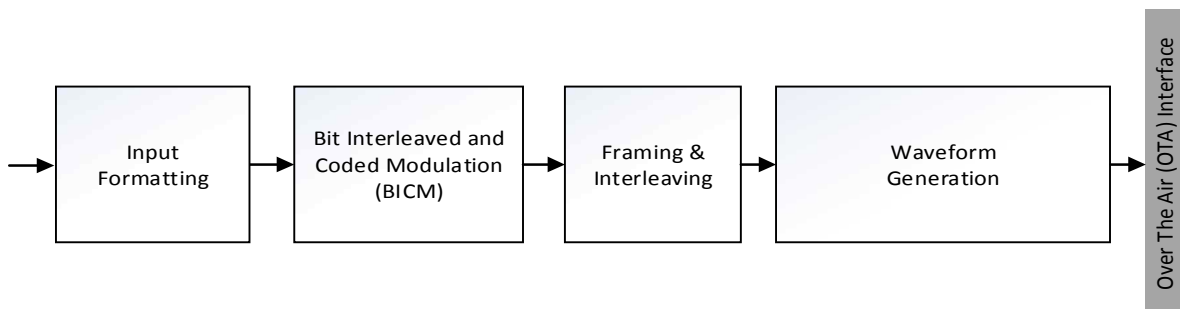 Input
Formatting
Bit Interleaved and
Coded Modulation
(BICM)
Framing &
Interleaving
Waveform
Generation
Over The Air (OTA) Interface